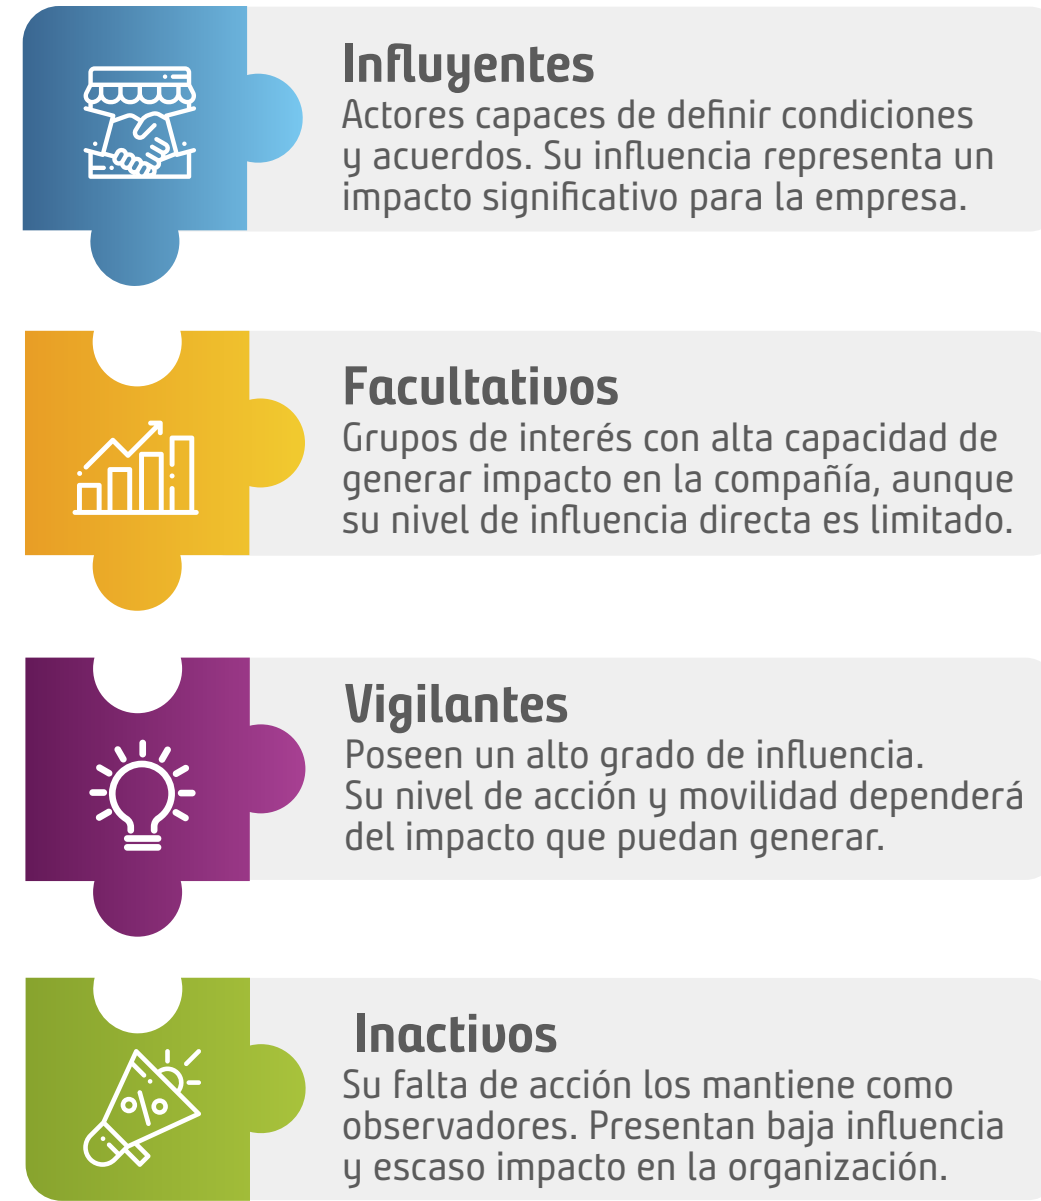 Influyentes
Actores capaces de definir condiciones
y acuerdos. Su influencia representa un
impacto significativo para la empresa.
Facultativos
Grupos de interés con alta capacidad de
generar impacto en la compañía, aunque
su nivel de influencia directa es limitado.
Vigilantes
Poseen un alto grado de influencia.
Su nivel de acción y movilidad dependerá
del impacto que puedan generar.
Inactivos
Su falta de acción los mantiene como
observadores. Presentan baja influencia
y escaso impacto en la organización.
%